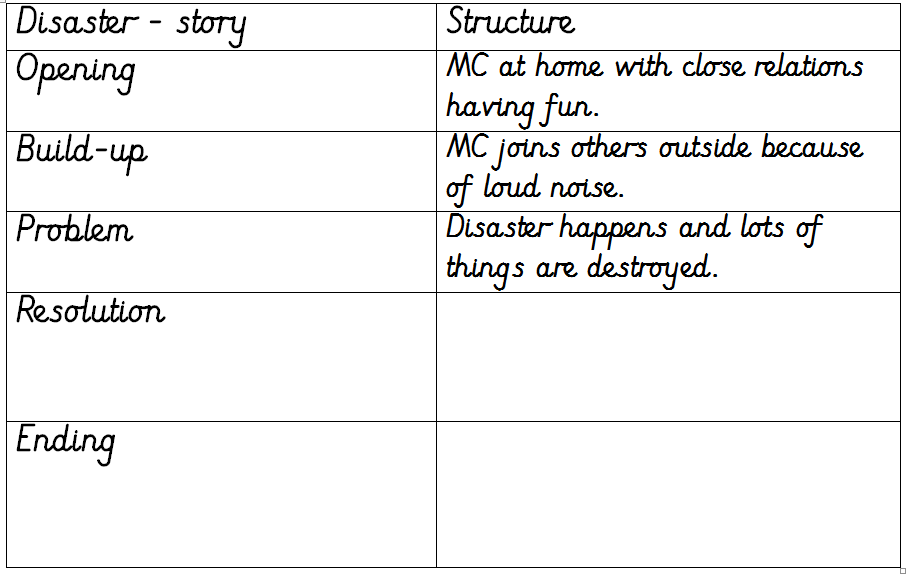 Disaster - story
Structure
Opening
MC at home with close relations
having fun.
Build-up
MC joins others outside because
of loud noise.
Problem
Disaster happens and lots of
things are destroyed.
Resolution
Ending